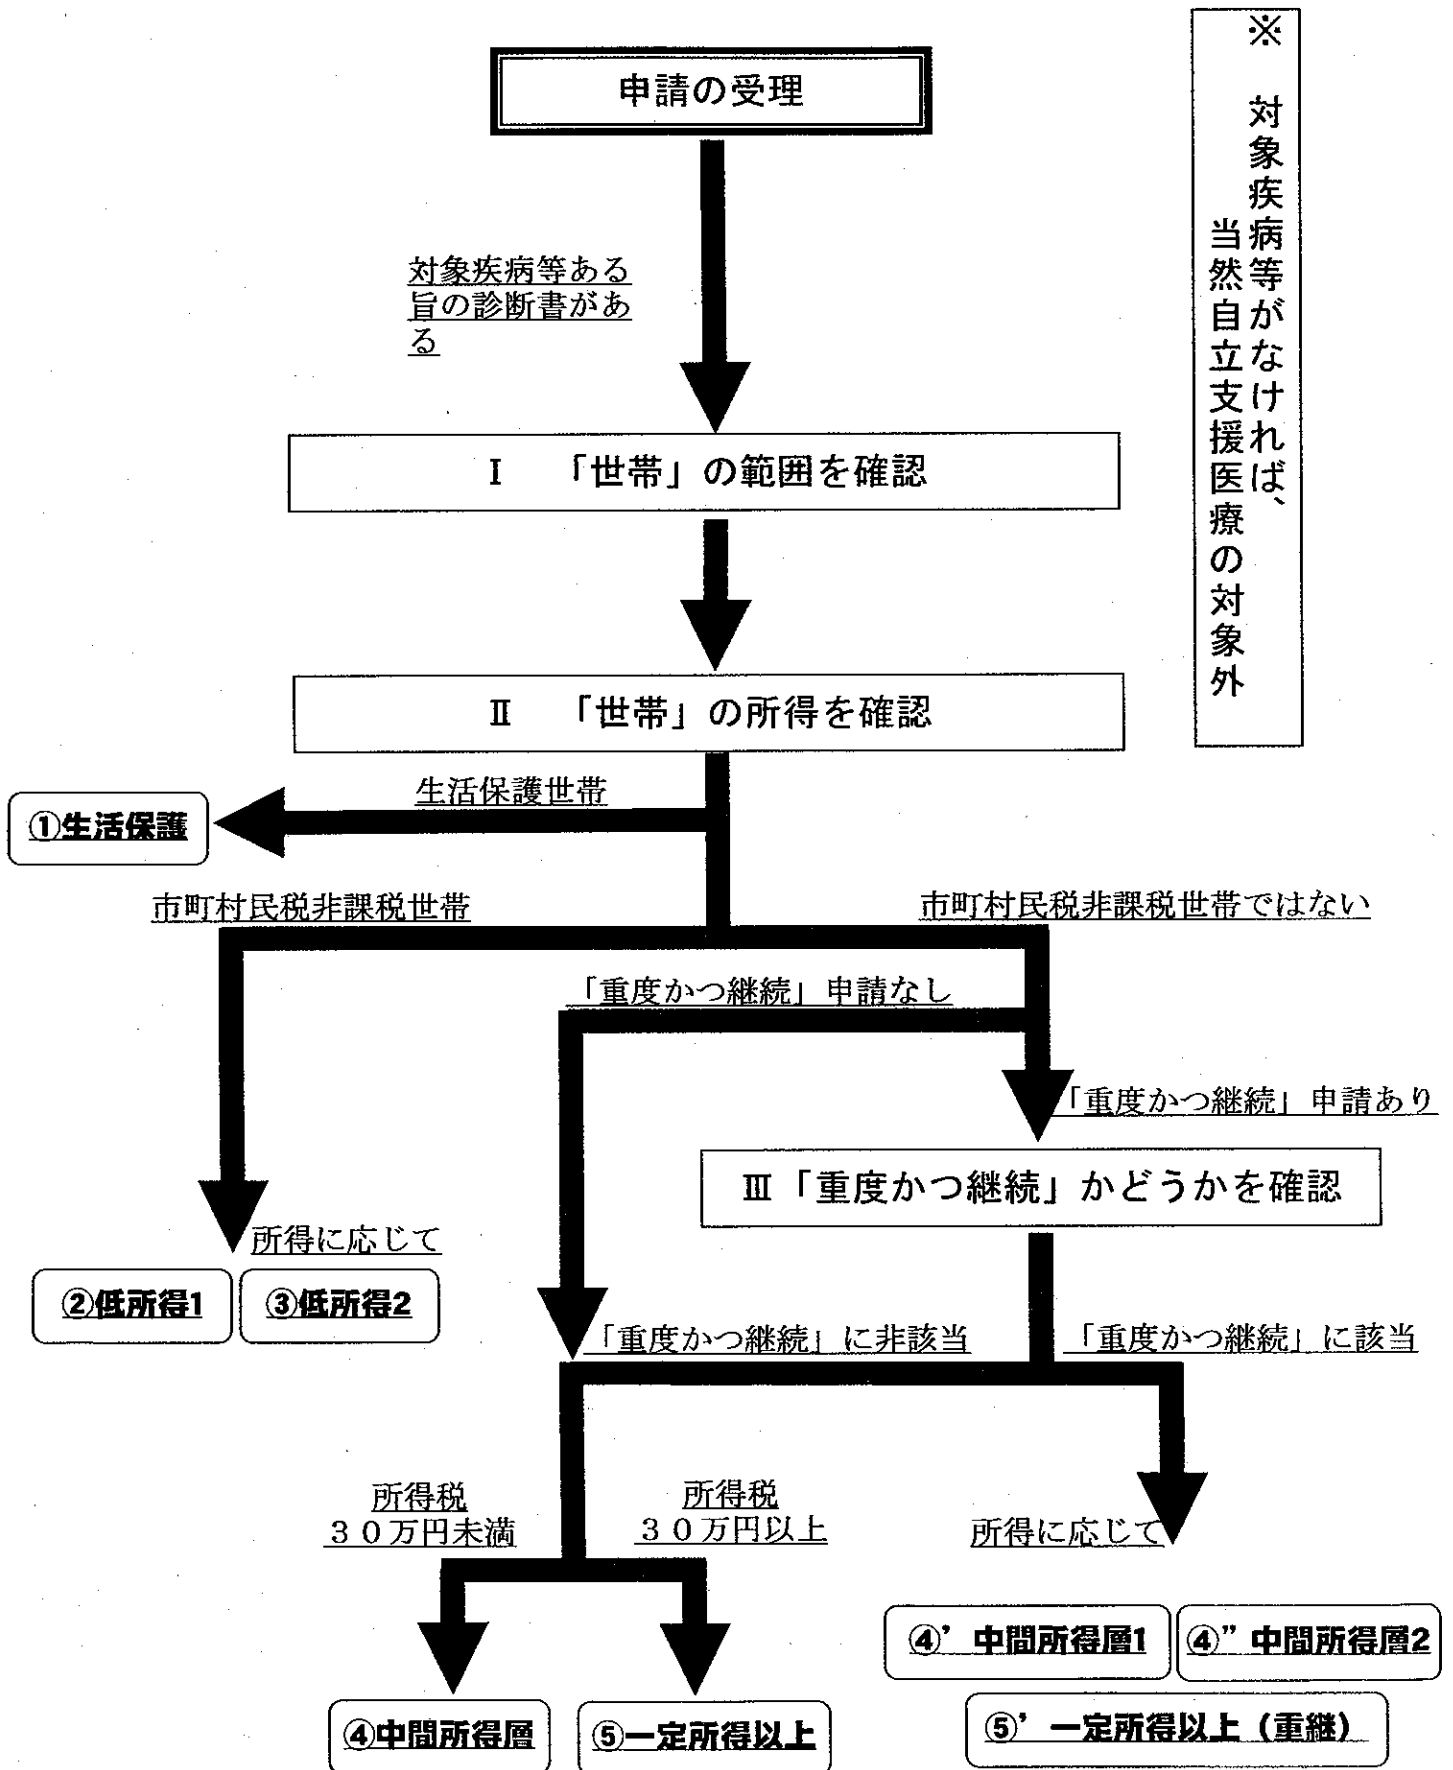 申請の受理
※ 対象疾病等がなければ、
当然自立支援医療の対象外
対象疾病等ある
旨の診断書があ
る
Ⅰ 「世帯」の範囲を確認
Ⅱ 「世帯」の所得を確認
生活保護世帯
①生活保護
市町村民税非課税世帯
市町村民税非課税世帯ではない
「重度かつ継続」申請なし
「重度かつ継続」申請あり
Ⅲ「重度かつ継続」かどうかを確認
所得に応じて
②低所得1
③低所得2
「重度かつ継続」に非該当
「重度かつ継続」に該当
所得税
３０万円未満
所得税
３０万円以上
所得に応じて
④’ 中間所得層1
④” 中間所得層2
④中間所得層
⑤一定所得以上
⑤’ 一定所得以上（重継）